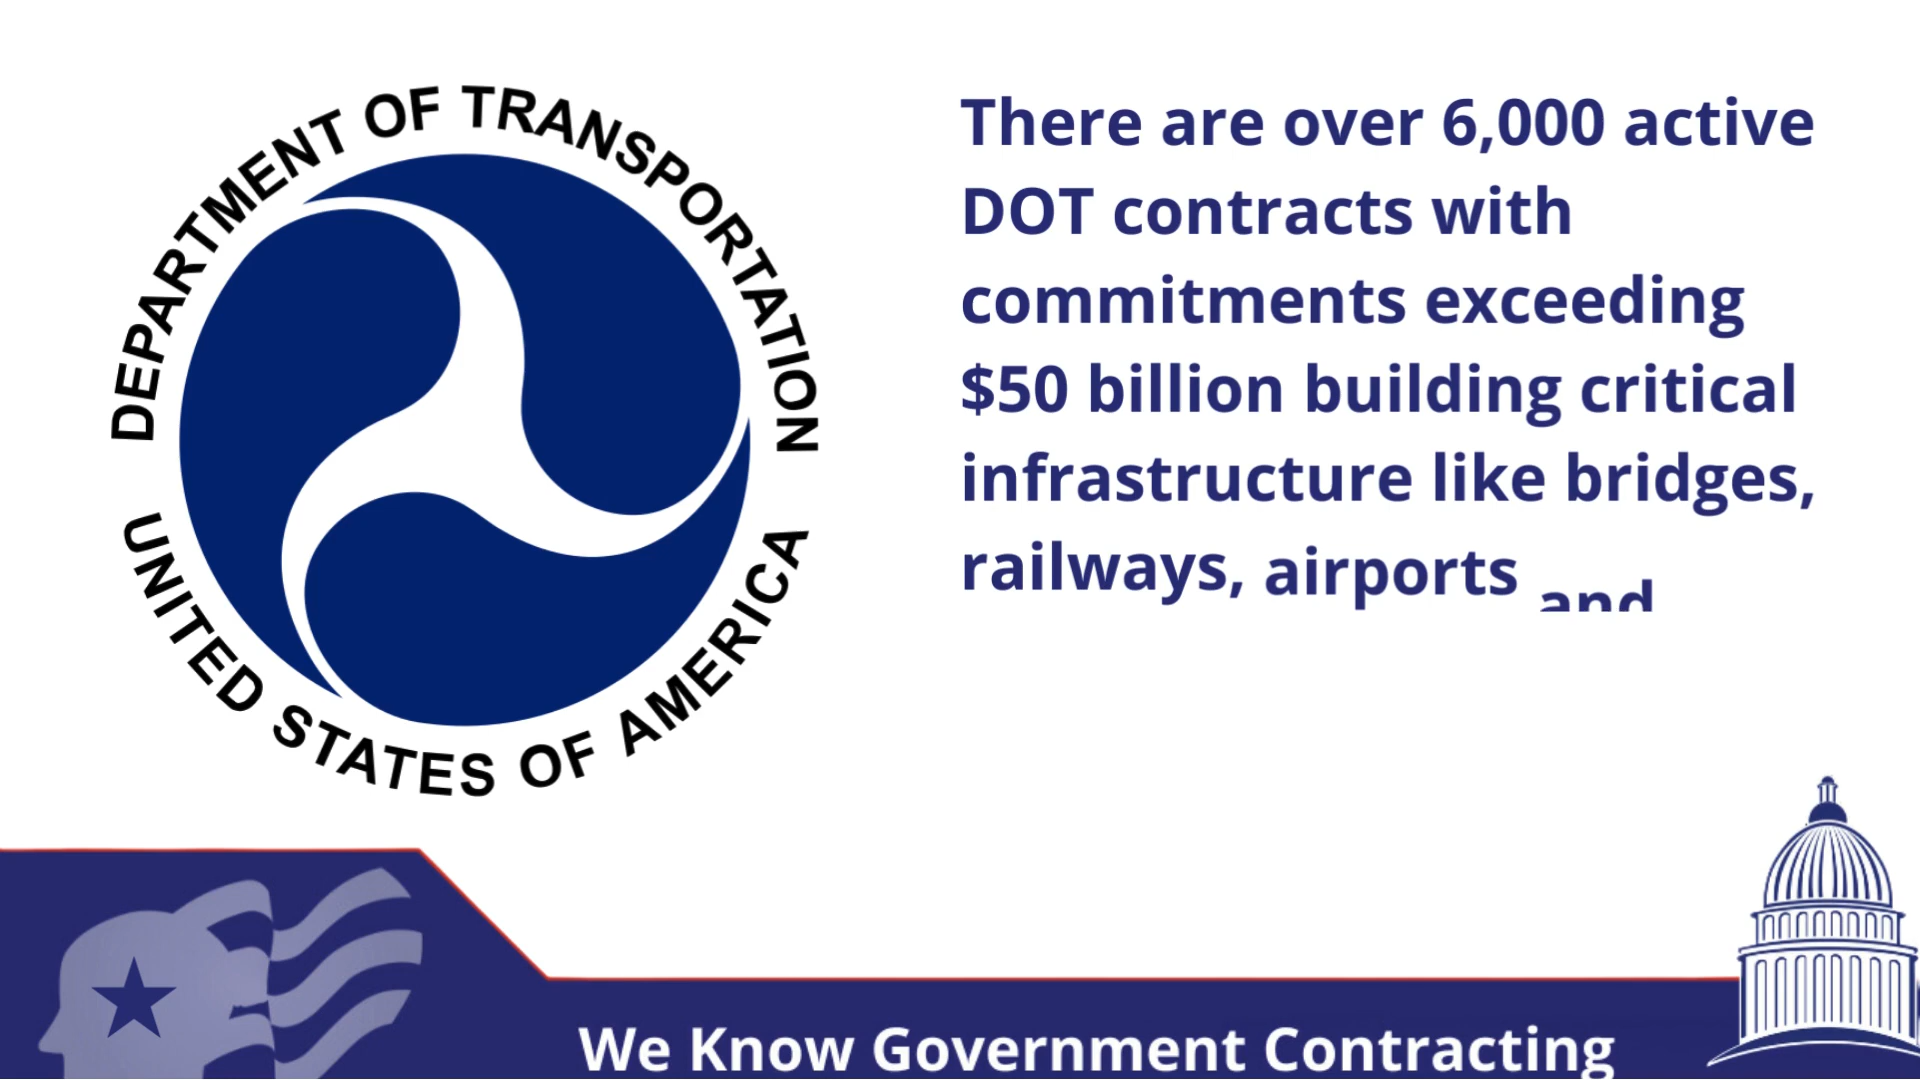 DEPARTMENT OF TRANSPORTATION
UNITED STATES OF AMERICA
There are over 6,000 active
DOT contracts with
commitments exceeding
$50 billion building critical
infrastructure like bridges,
railways, airports and
We Know Government Contracting